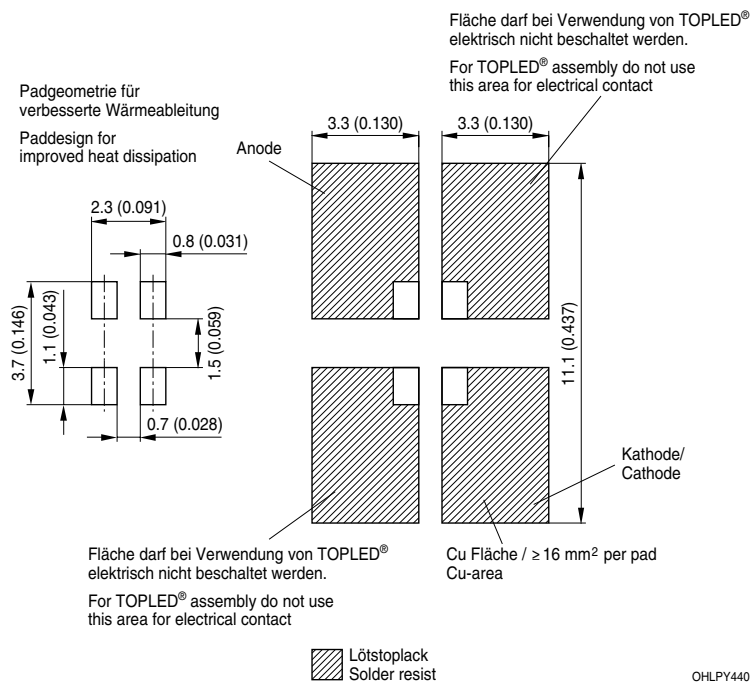 Fläche darf bei Verwendung von TOPLED®
elektrisch nicht beschaltet werden.
For TOPLED® assembly do not use
this area for electrical contact
Padgeometrie für
verbesserte Wärmeableitung
Paddesign for
improved heat dissipation
Anode
3.3 (0.130)
3.3 (0.130)
2.3 (0.091)
0.8 (0.031)
3.7 (0.146)
1.1 (0.043)
1.5 (0.059)
11.1 (0.437)
0.7 (0.028)
Kathode/
Cathode
Fläche darf bei Verwendung von TOPLED®
elektrisch nicht beschaltet werden.
For TOPLED® assembly do not use
this area for electrical contact
Cu Fläche / ≥ 16 mm² per pad
Cu-area
Lötstoplack
Solder resist
OHLPY440